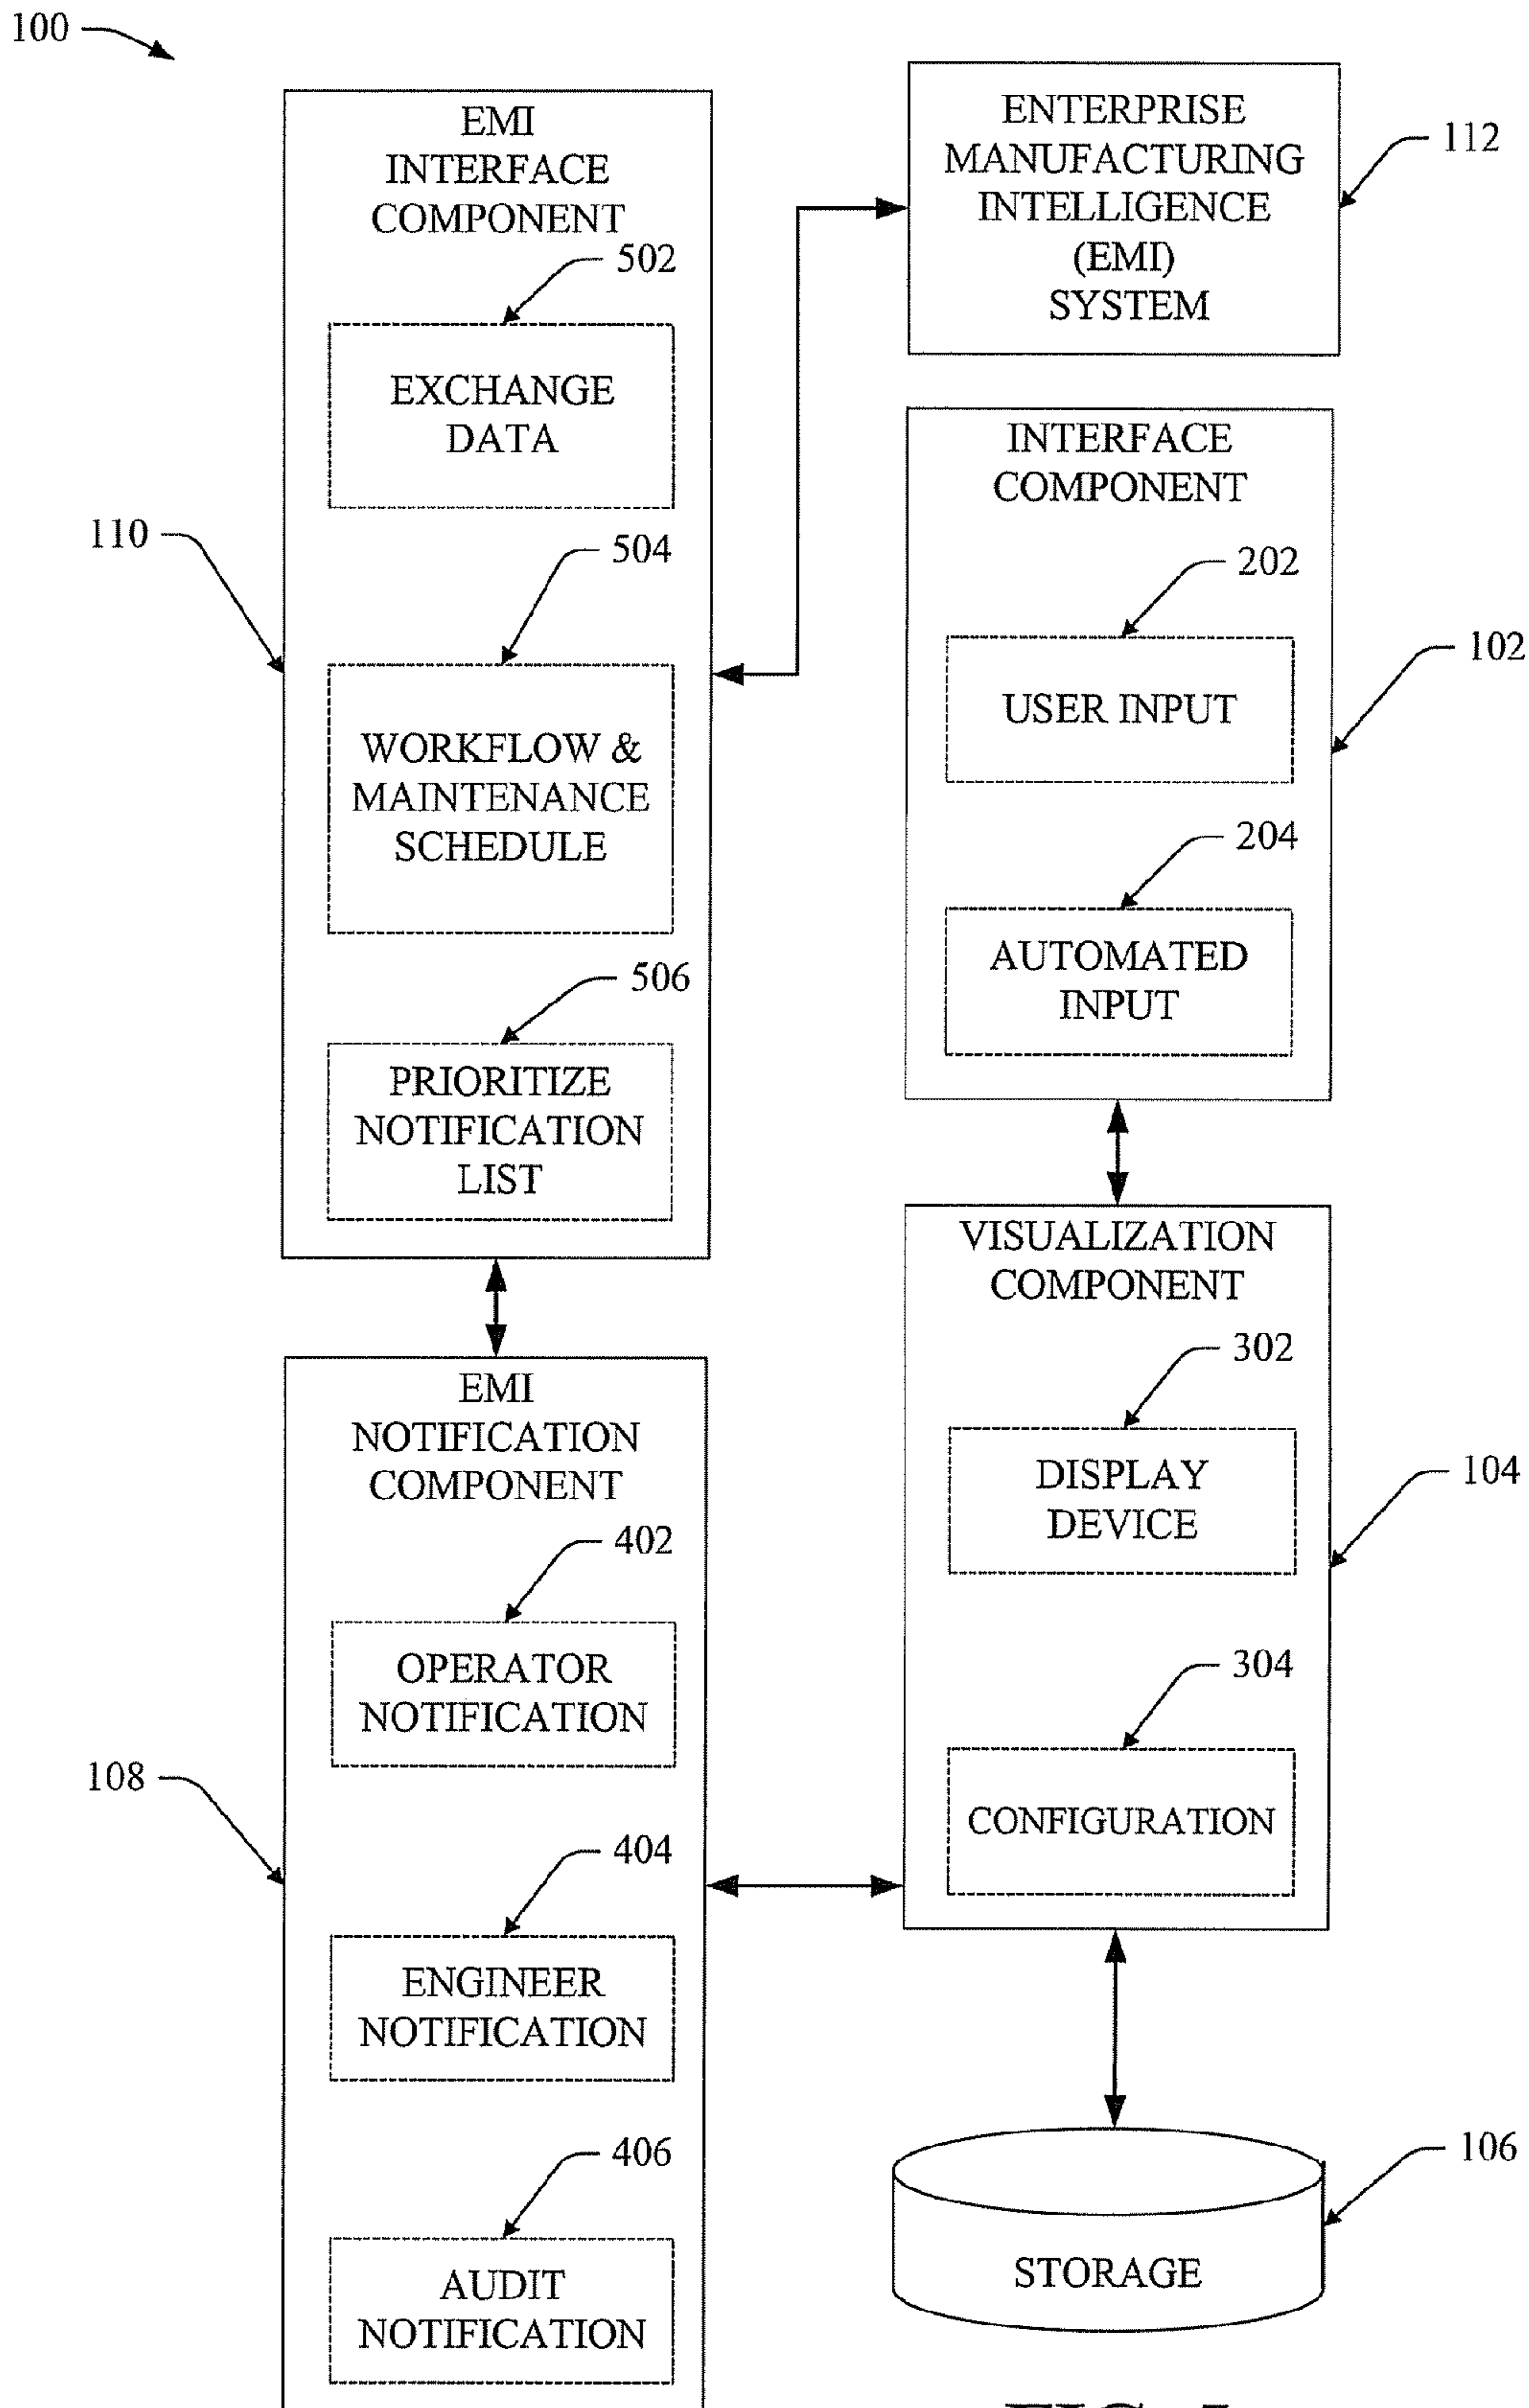 100
EMI
INTERFACE
COMPONENT
502
EXCHANGE
DATA
110
504
WORKFLOW &
MAINTENANCE
SCHEDULE
506
PRIORITIZE
NOTIFICATION
LIST
ENTERPRISE
MANUFACTURING
INTELLIGENCE
(EMI)
SYSTEM
112
INTERFACE
COMPONENT
202
USER INPUT
102
204
AUTOMATED
INPUT
VISUALIZATION
COMPONENT
302
DISPLAY
DEVICE
104
304
CONFIGURATION
EMI
NOTIFICATION
COMPONENT
402
OPERATOR
NOTIFICATION
108
404
ENGINEER
NOTIFICATION
406
AUDIT
NOTIFICATION
106
STORAGE